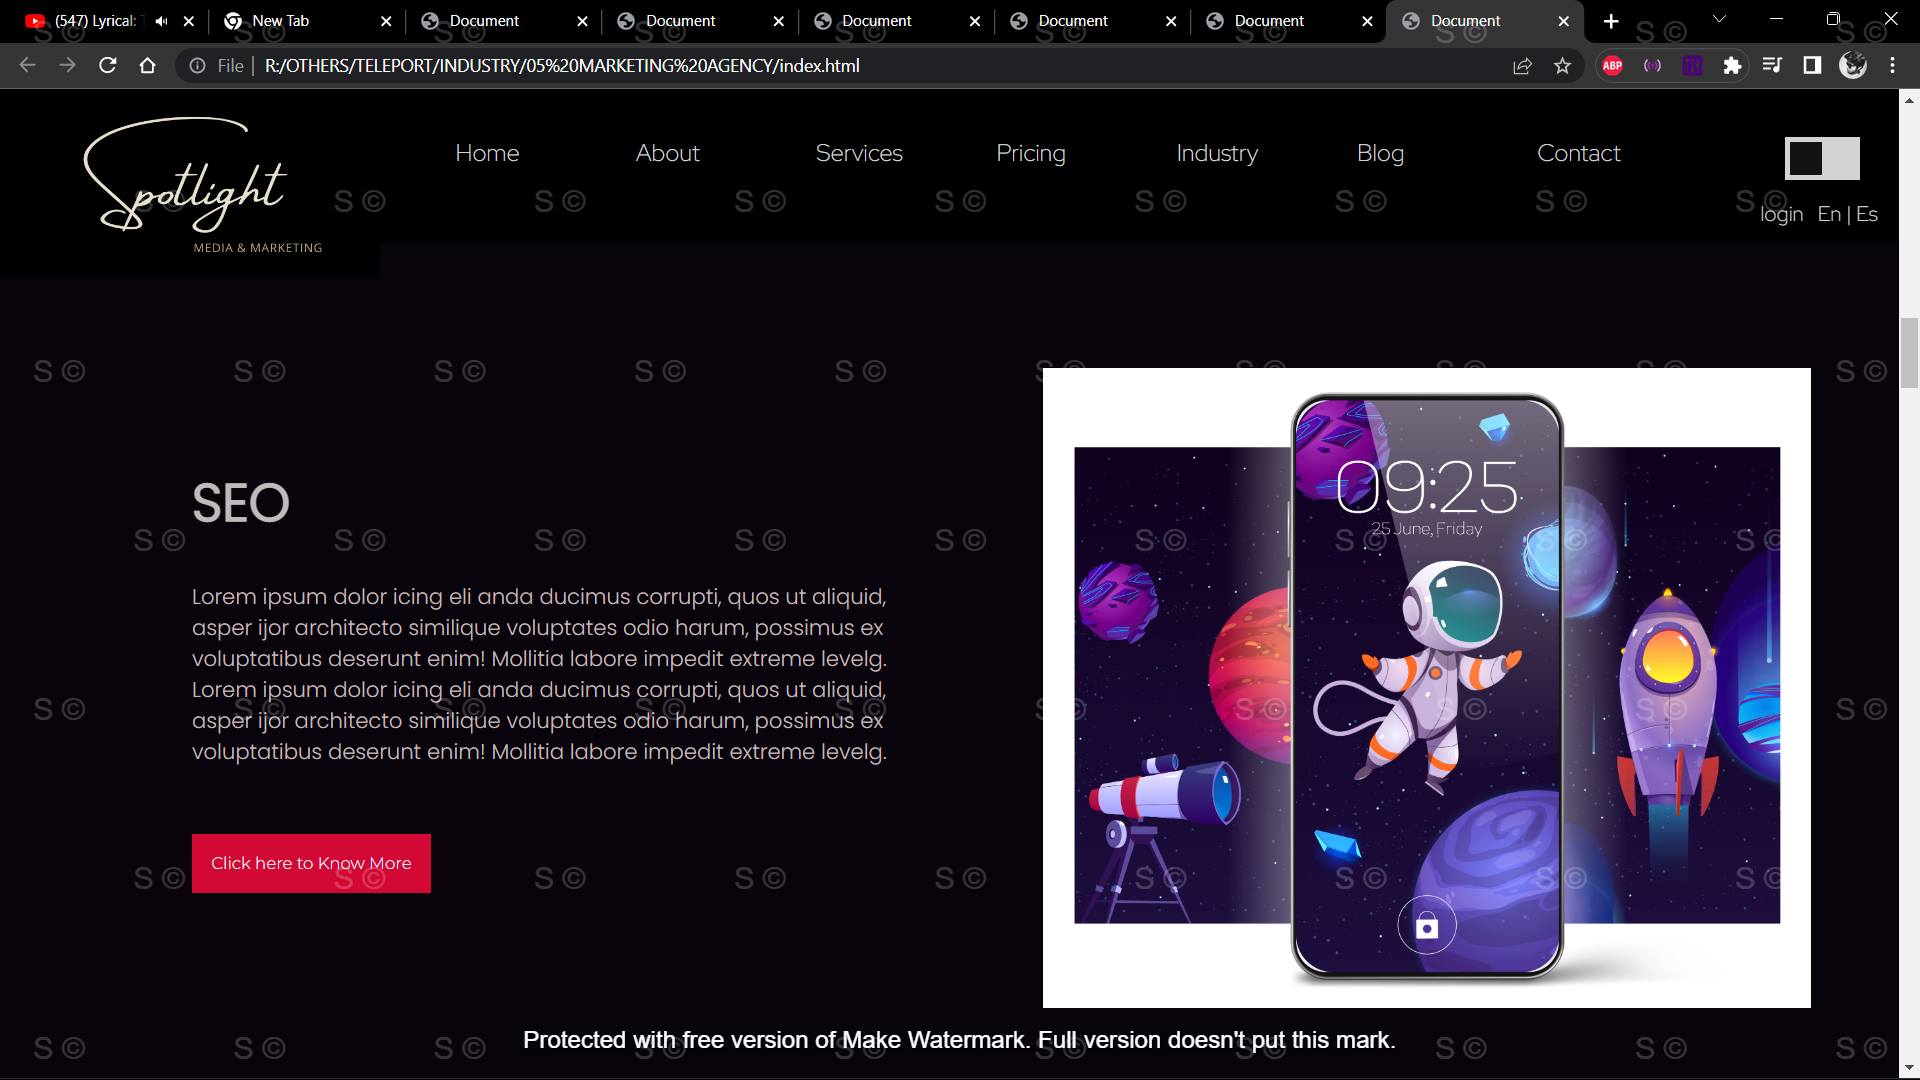 (547) Lyrical:
New Tab
Document
Document
Document
Document
Document
Document
File
R:/OTHERS/TELEPORT/INDUSTRY/05%20MARKETING%20AGENCY/index.html
ABP
Spotlight
MEDIA & MARKETING
Home
About
Services
Pricing
Industry
Blog
Contact
login En | Es
SEO
Lorem ipsum dolor icing eli anda ducimus corrupti, quos ut aliquid,
asper ijor architecto similique voluptates odio harum, possimus ex
voluptatibus deserunt enim! Mollitia labore impedit extreme levelg.
Lorem ipsum dolor icing eli anda ducimus corrupti, quos ut aliquid,
asper ijor architecto similique voluptates odio harum, possimus ex
voluptatibus deserunt enim! Mollitia labore impedit extreme levelg.
Click here to Know More
09:25
25 June, Friday
S ©
Protected with free version of Make Watermark. Full version doesn't put this mark.